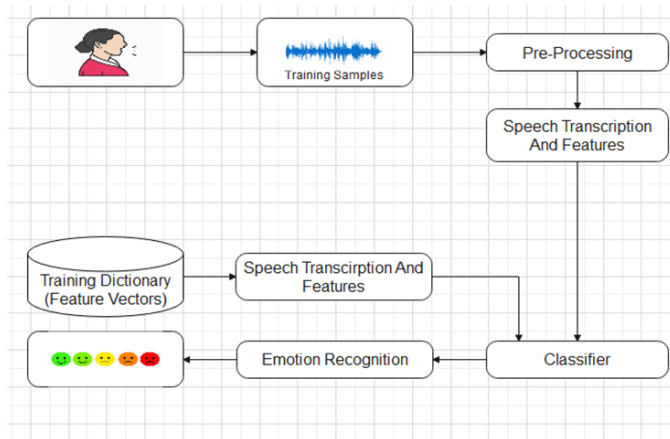 Training Samples
Pre-Processing
Speech Transcription
And Features
Training Dictionary
(Feature Vectors)
Speech Transcirption And
Features
Emotion Recognition
Classifier